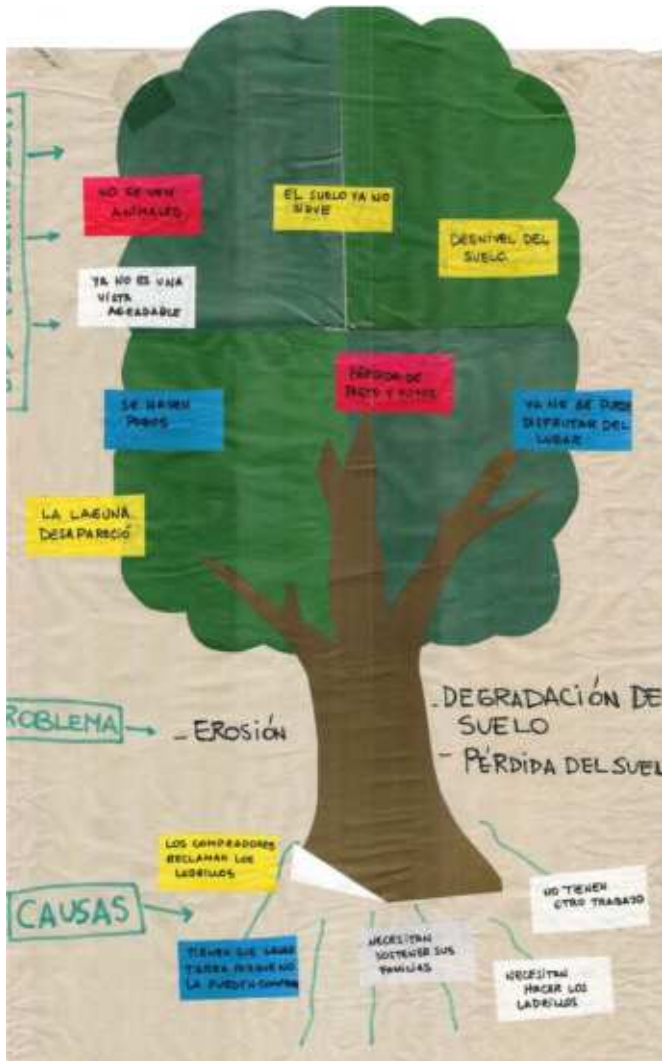 NO SE VEN
ANIMALES
EL SUELO YA NO
SIRVE
DESNIVEL DEL
SUELO
YA NO ES UNA
VISTA
AGRADABLE
SE HACEN
POZOS
PÉRDIDA DE
PASTO Y
YA NO SE PUEDE
DISFRUTAR DEL
LUGAR
LA LAGUNA
DESAPARECIÓ
ROBLEMA
- EROSIÓN
- DEGRADACIÓN DE
SUELO
- PÉRDIDA DEL SUEL
LOS COMPRADORES
RECLAMAN LOS
LADRILLOS
CAUSAS
TIENEN QUE SACAR
TIERRA PORQUE NO
LA PUEDEN COMPRAR
NECESITAN
SOSTENER SUS
FAMILIAS
NO TIENEN
OTRO TRABAJO
NECESITAN
HACER LOS
LADRILLOS